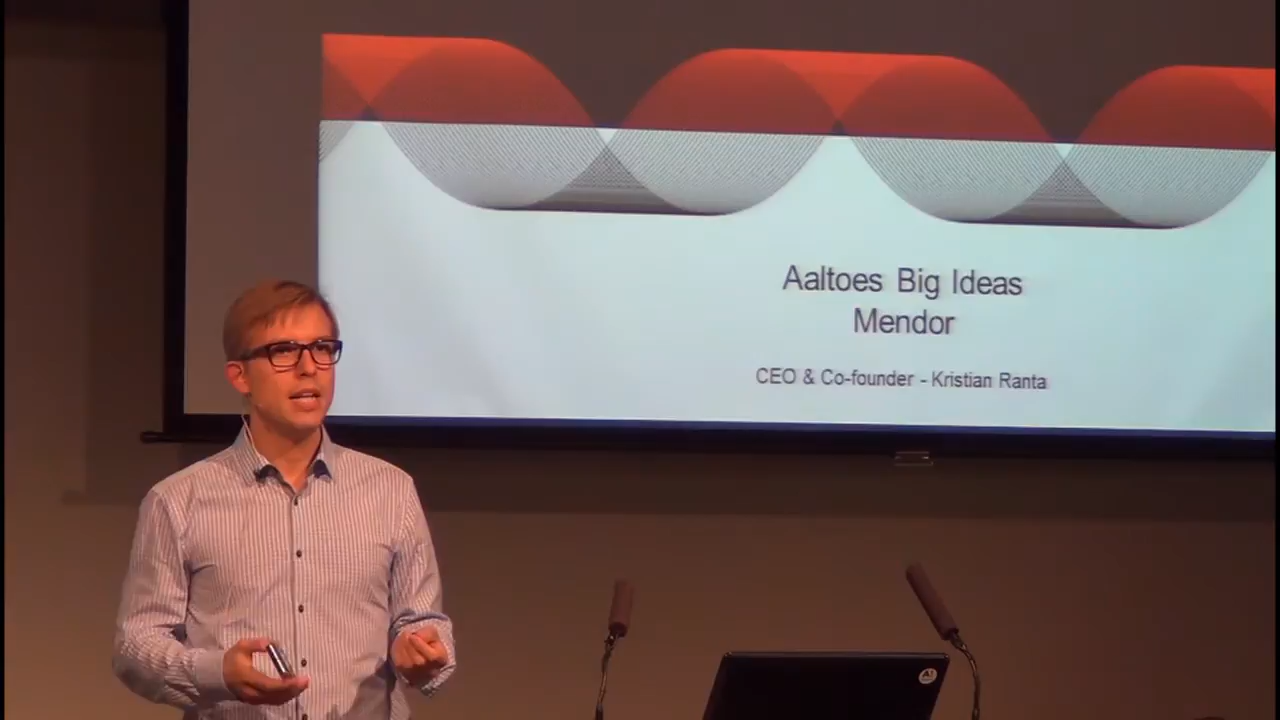 Aaltoes Big Ideas
Mendor
CEO & Co-founder - Kristian Ranta
A!